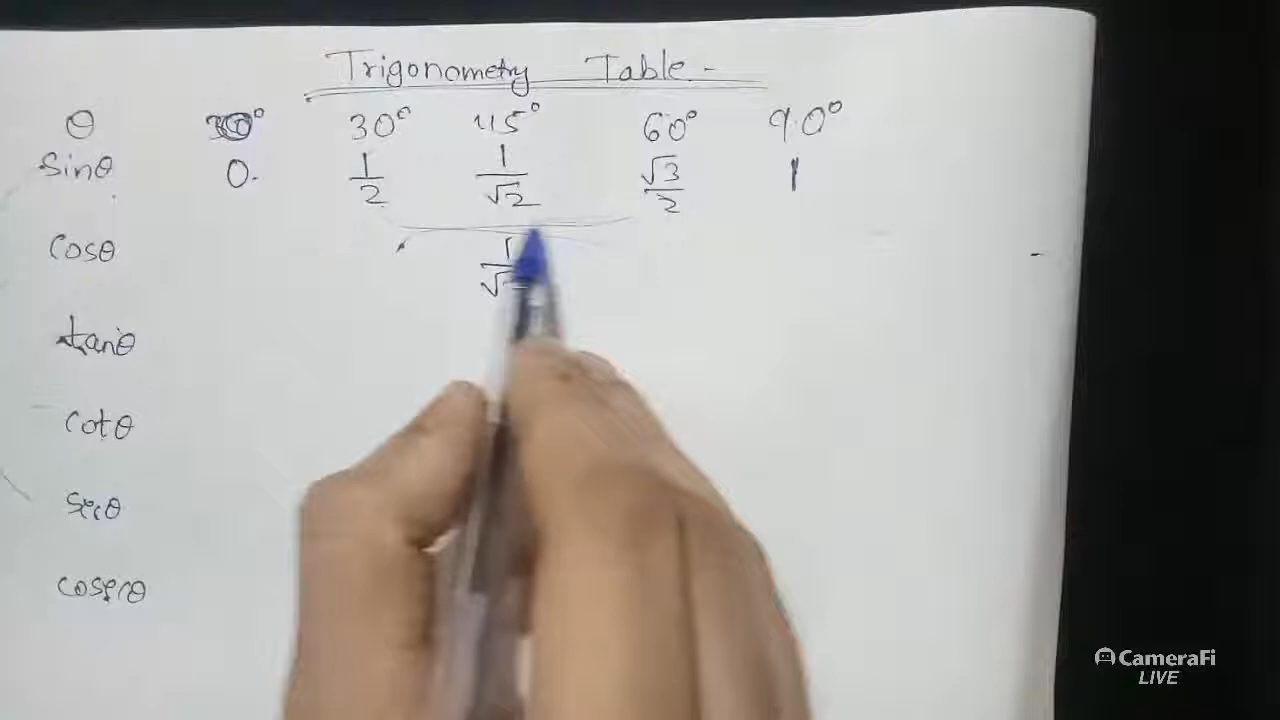 Trigonometry Table -
θ 0° 30° 45° 60° 90°
sinθ 0. 1/2 1/√2 √3/2 1
cosθ 1/√2
tanθ
cotθ
secθ
cosecθ
CameraFi
LIVE